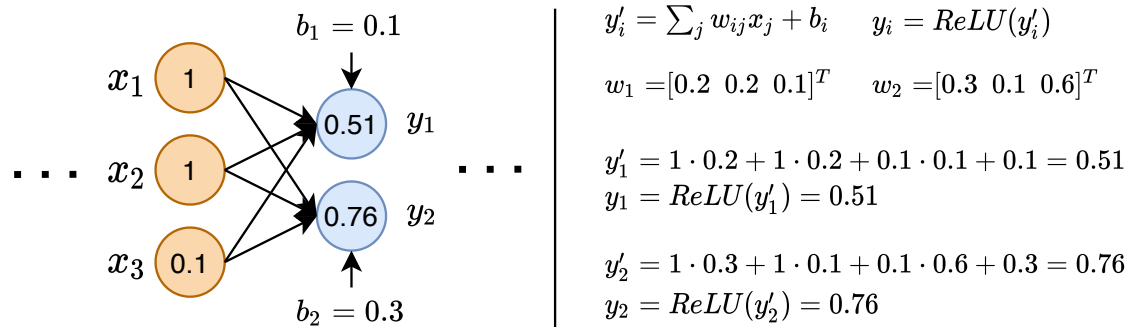 b₁ = 0.1
x₁ 1
0.51 y₁
x₂ 1
0.76 y₂
x₃ 0.1
b₂ = 0.3
y′ᵢ = ∑ⱼ wᵢⱼxⱼ + bᵢ yᵢ = ReLU(y′ᵢ)
w₁ =[0.2 0.2 0.1]ᵀ w₂ =[0.3 0.1 0.6]ᵀ
y′₁ = 1 · 0.2 + 1 · 0.2 + 0.1 · 0.1 + 0.1 = 0.51
y₁ = ReLU(y′₁) = 0.51
y′₂ = 1 · 0.3 + 1 · 0.1 + 0.1 · 0.6 + 0.3 = 0.76
y₂ = ReLU(y′₂) = 0.76